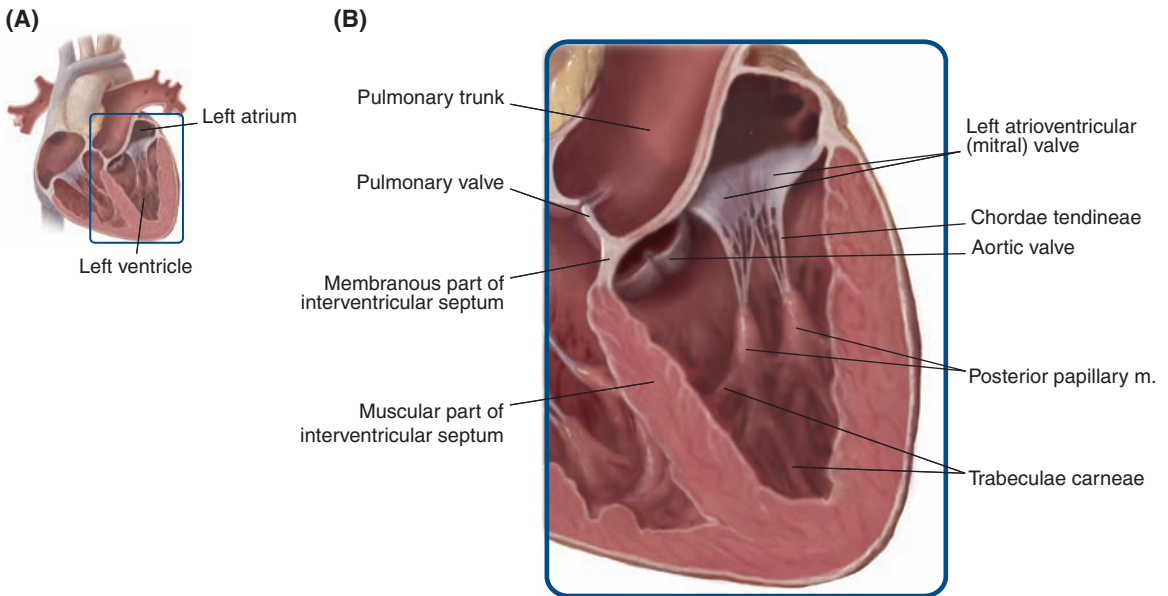 (A)
Left atrium
Left ventricle
(B)
Pulmonary trunk
Pulmonary valve
Membranous part of
interventricular septum
Muscular part of
interventricular septum
Left atrioventricular
(mitral) valve
Chordae tendineae
Aortic valve
Posterior papillary m.
Trabeculae carneae